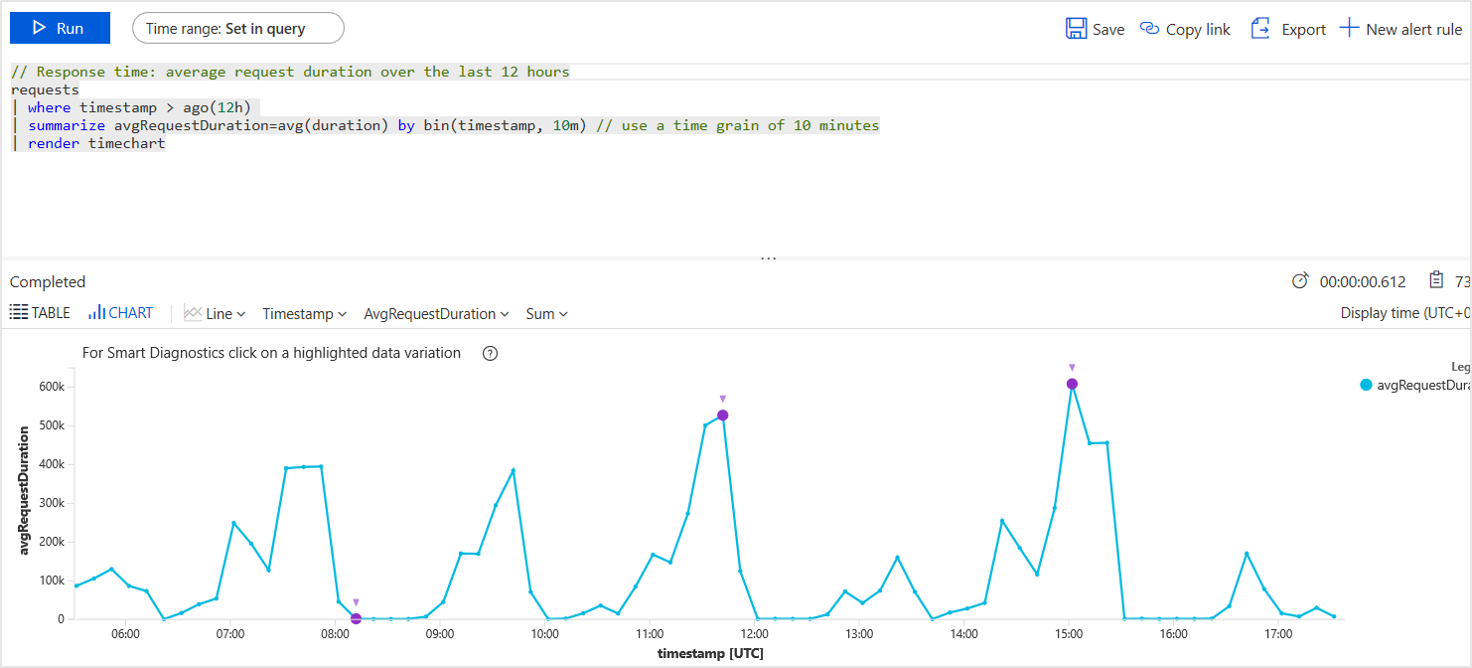 Run
Time range: Set in query
Save
Copy link
Export
New alert rule
// Response time: average request duration over the last 12 hours
requests
| where timestamp > ago(12h)
| summarize avgRequestDuration=avg(duration) by bin(timestamp, 10m) // use a time grain of 10 minutes
| render timechart
...
Completed
00:00:00.612
73
TABLE
CHART
Line
Timestamp
AvgRequestDuration
Sum
Display time (UTC+0
For Smart Diagnostics click on a highlighted data variation
?
Leg
avgRequestDura
avgRequestDuration
600k
500k
400k
300k
200k
100k
0
06:00
07:00
08:00
09:00
10:00
11:00
12:00
13:00
14:00
15:00
16:00
17:00
timestamp [UTC]